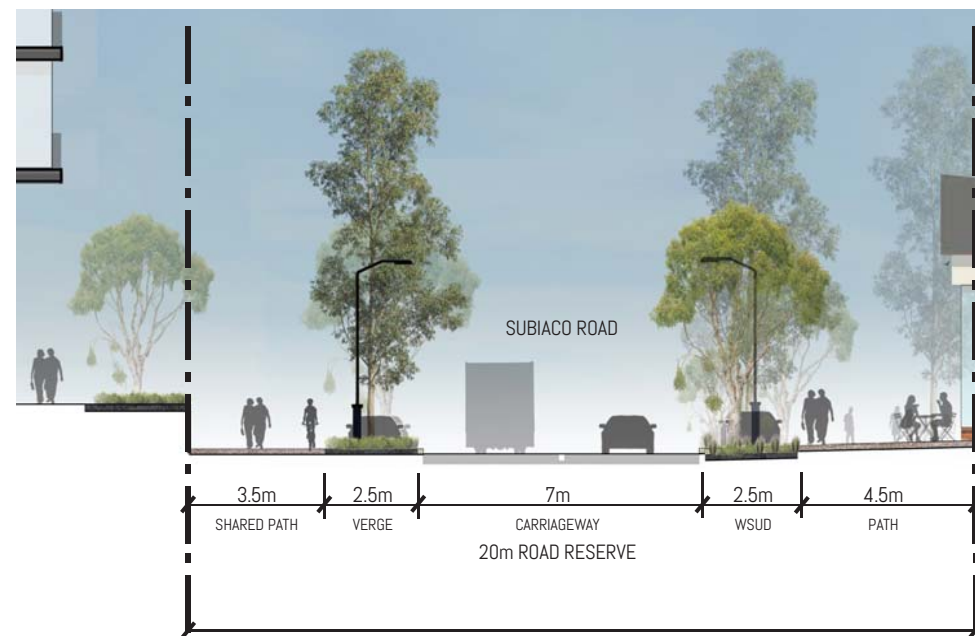 SUBIACO ROAD
3.5m 2.5m 7m 2.5m 4.5m
SHARED PATH VERGE CARRIAGEWAY WSUD PATH
20m ROAD RESERVE